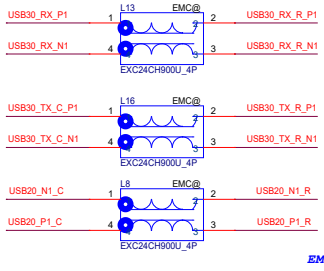 L13 EMC@
USB30_RX_P1 1 2 USB30_RX_R_P1
USB30_RX_N1 4 3 USB30_RX_R_N1
EXC24CH900U_4P
L16 EMC@
USB30_TX_C_P1 1 2 USB30_TX_R_P1
USB30_TX_C_N1 4 3 USB30_TX_R_N1
EXC24CH900U_4P
L8 EMC@
USB20_N1_C 1 2 USB20_N1_R
USB20_P1_C 4 3 USB20_P1_R
EXC24CH900U_4P
EM